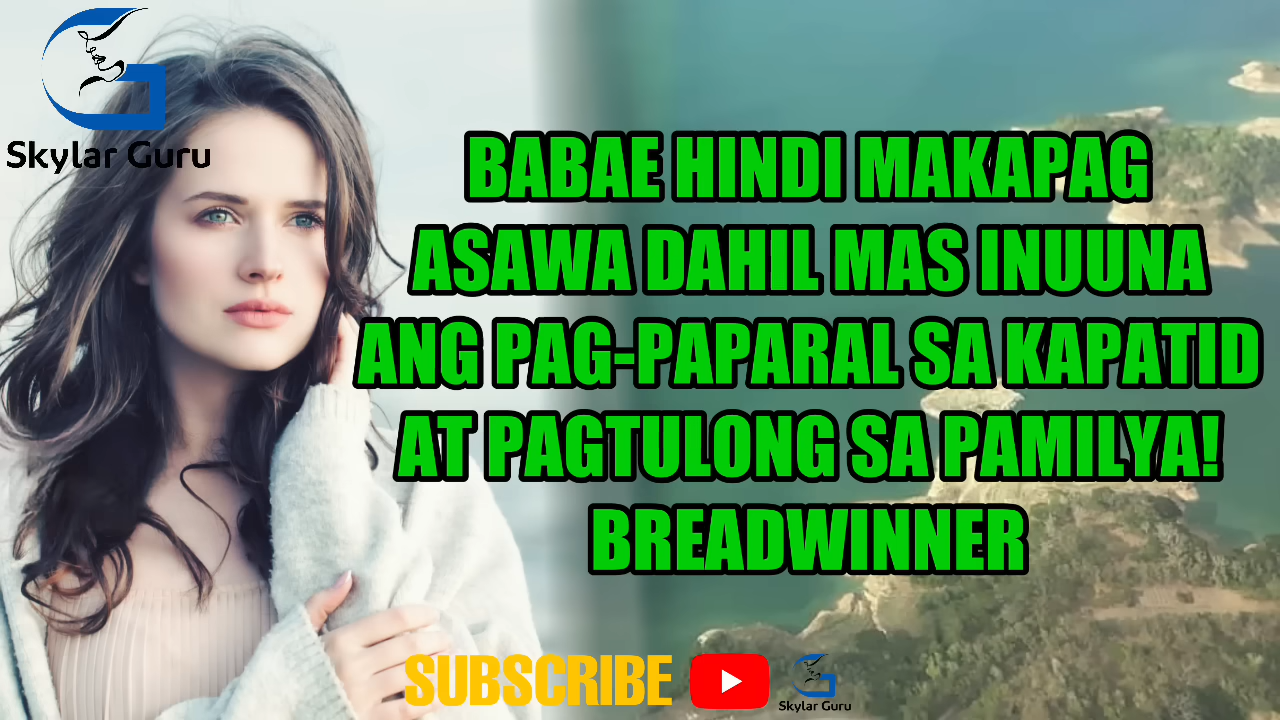 Skylar Guru
BABAE HINDI MAKAPAG
ASAWA DAHIL MAS INUUNA
ANG PAG-PAPARAL SA KAPATID
AT PAGTULONG SA PAMILYA!
BREADWINNER
SUBSCRIBE
Skylar Guru